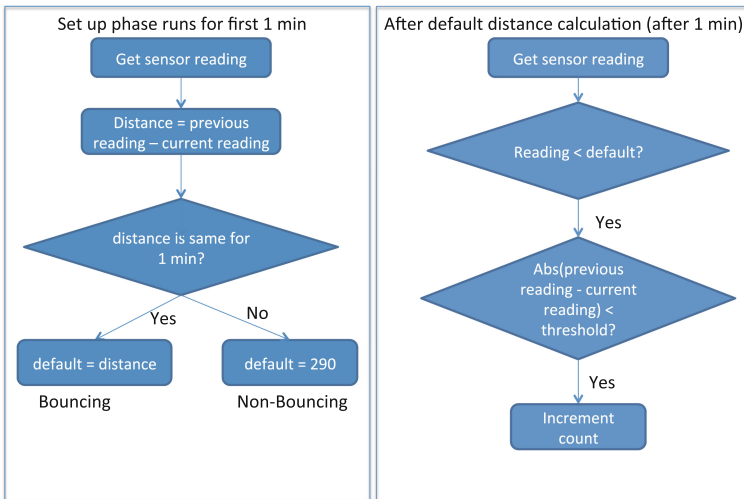 Set up phase runs for first 1 min
Get sensor reading
Distance = previous
reading – current reading
distance is same for
1 min?
Yes
No
default = distance
default = 290
Bouncing
Non-Bouncing
After default distance calculation (after 1 min)
Get sensor reading
Reading < default?
Yes
Abs(previous
reading - current
reading) <
threshold?
Yes
Increment
count